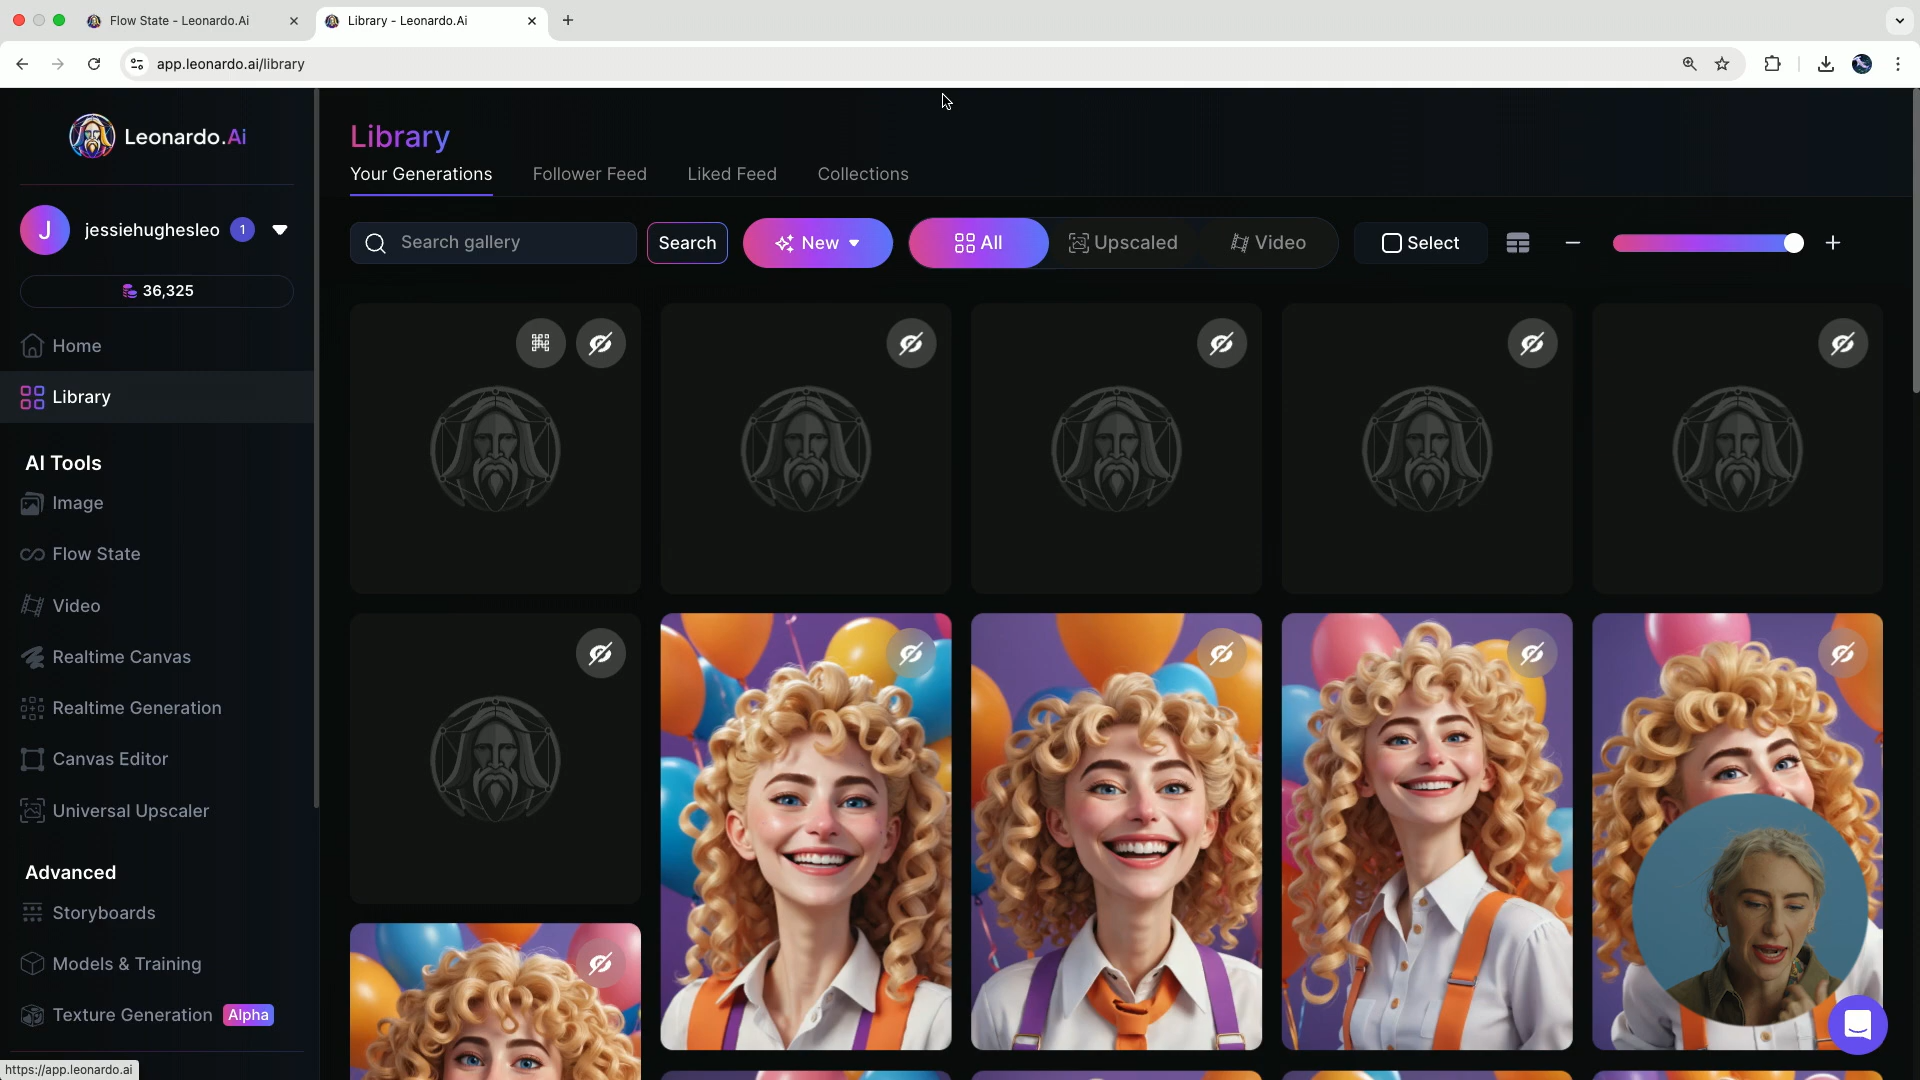 Flow State - Leonardo.Ai
Library - Leonardo.Ai
app.leonardo.ai/library
Leonardo.Ai
J
jessiehughesleo
1
36,325
Home
Library
AI Tools
Image
Flow State
Video
Realtime Canvas
Realtime Generation
Canvas Editor
Universal Upscaler
Advanced
Storyboards
Models & Training
Texture Generation
Alpha
https://app.leonardo.ai
Library
Your Generations
Follower Feed
Liked Feed
Collections
Search gallery
Search
New
All
Upscaled
Video
Select